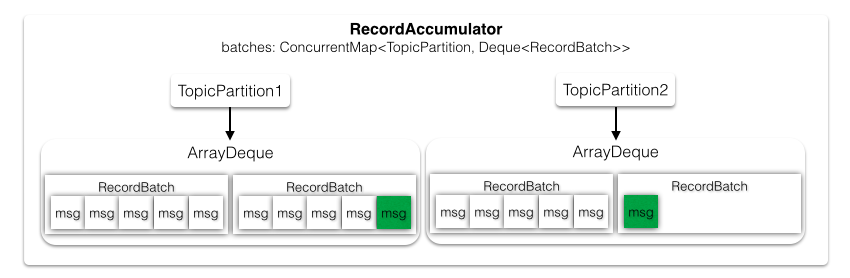 RecordAccumulator
batches: ConcurrentMap<TopicPartition, Deque<RecordBatch>>
TopicPartition1
TopicPartition2
ArrayDeque
ArrayDeque
RecordBatch
RecordBatch
RecordBatch
RecordBatch
msg msg msg msg msg
msg msg msg msg msg
msg msg msg msg msg
msg